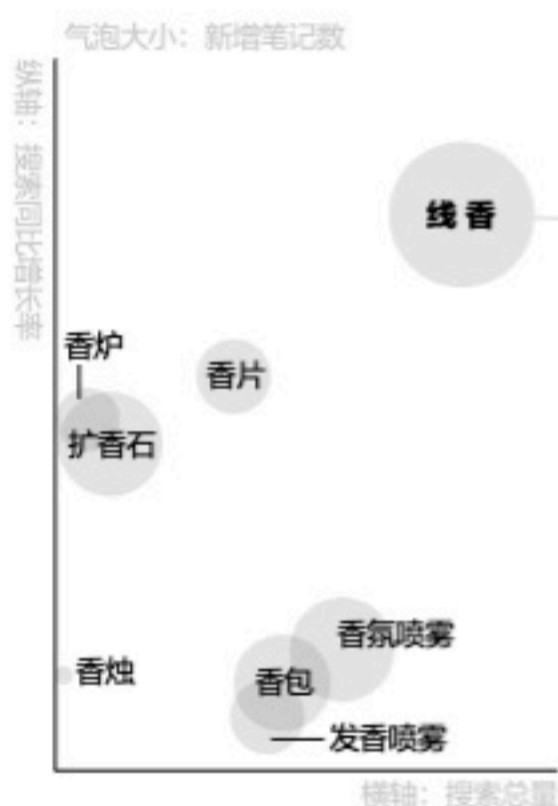 气泡大小：新增笔记数
纵轴：搜索同比增长率
线香
香炉
香片
扩香石
香氛喷雾
香烛
香包
发香喷雾
横轴：搜索总量